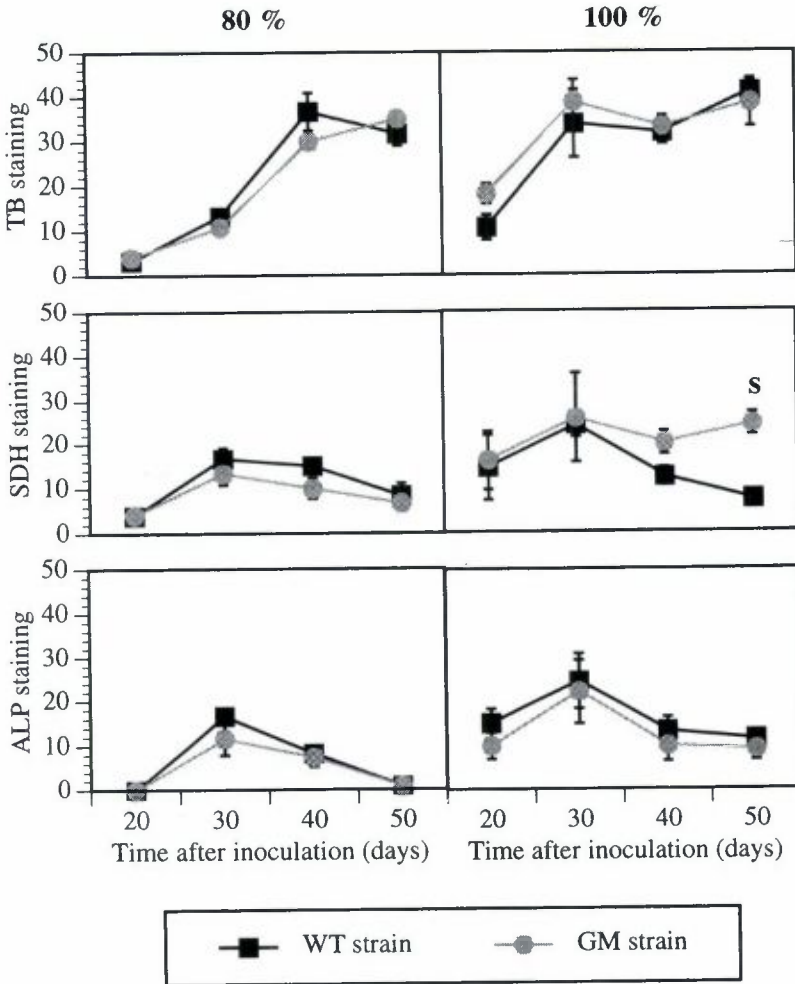 80 % 100 %
TB staining
50
40
30
20
10
0
SDH staining
50
40
30
20
10
0
S
ALP staining
50
40
30
20
10
0
20 30 40 50 20 30 40 50
Time after inoculation (days) Time after inoculation (days)
WT strain GM strain